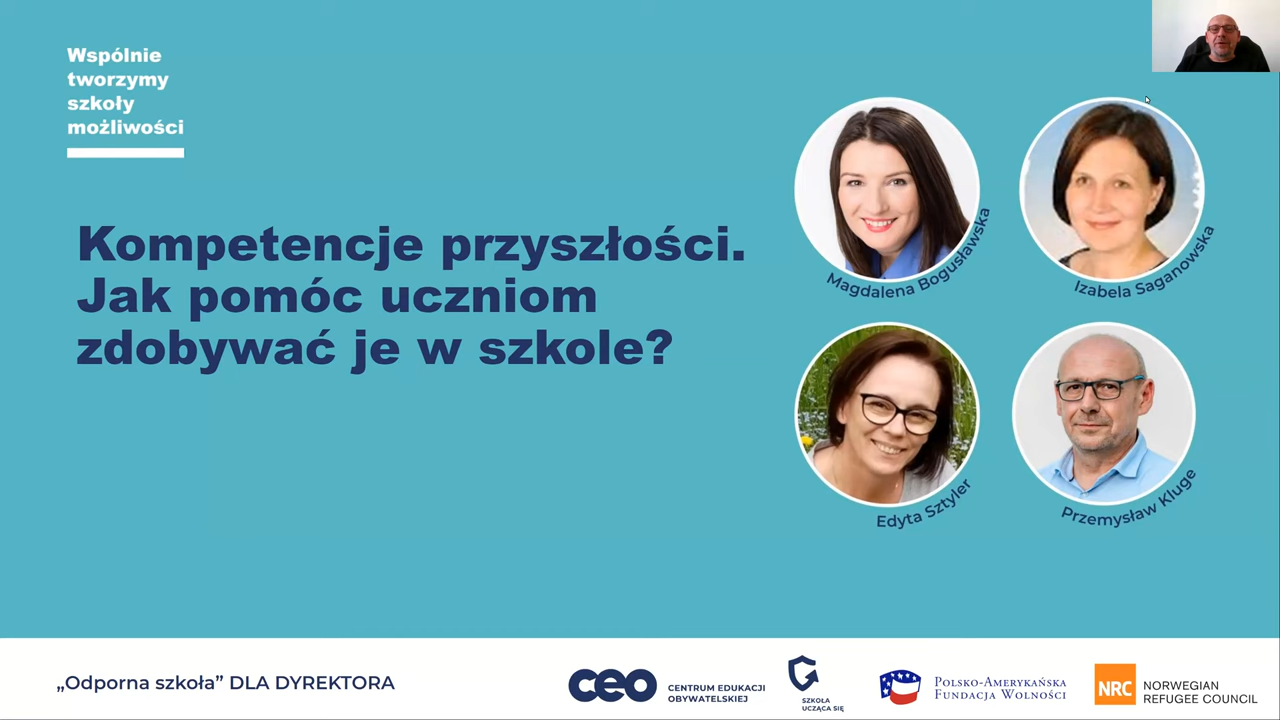 Wspólnie
tworzymy
szkoły
możliwości
Kompetencje przyszłości.
Jak pomóc uczniom
zdobywać je w szkole?
Magdalena Bogusławska
Izabela Saganowska
Edyta Sztyler
Przemysław Kluge
„Odporna szkoła” DLA DYREKTORA
ceo
CENTRUM EDUKACJI
OBYWATELSKIEJ
SZKOŁA
UCZĄCA SIĘ
POLSKO-AMERYKAŃSKA
FUNDACJA WOLNOŚCI
NRC
NORWEGIAN
REFUGEE COUNCIL